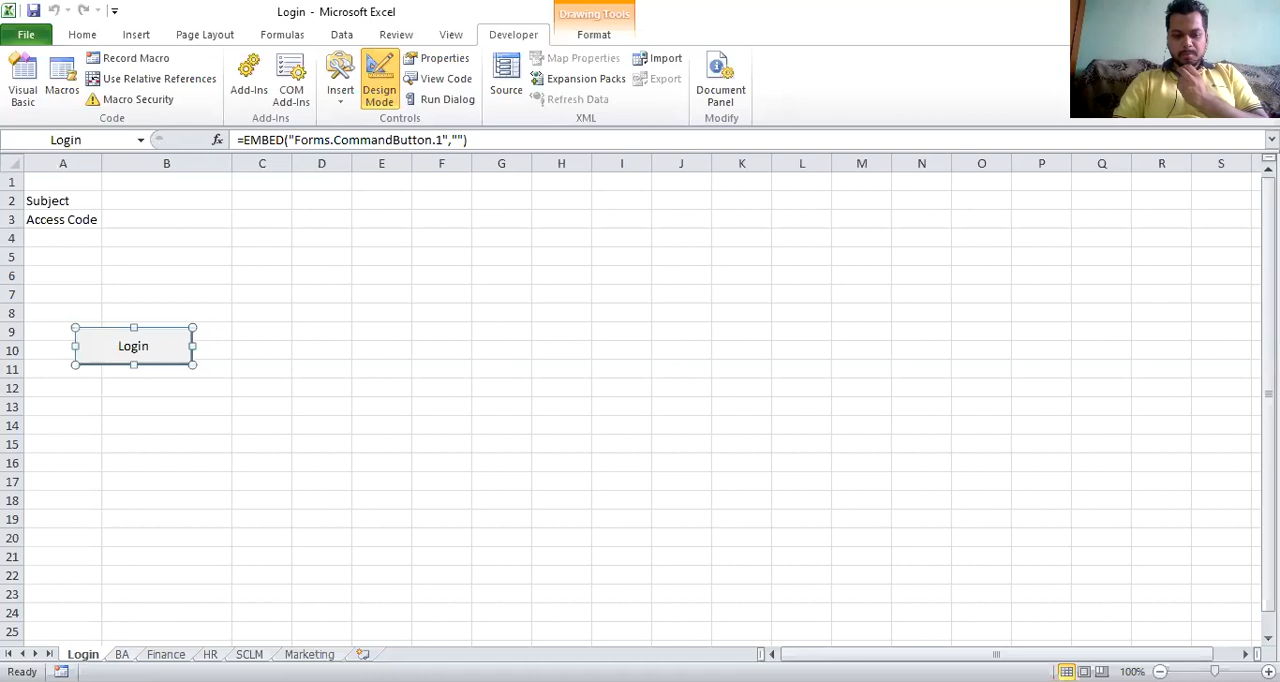 Login - Microsoft Excel
Drawing Tools
File Home Insert Page Layout Formulas Data Review View Developer Format
Visual Basic
Macros
Record Macro
Use Relative References
Macro Security
Code
Add-Ins
COM Add-Ins
Add-Ins
Insert
Design Mode
Properties
View Code
Run Dialog
Controls
Source
Map Properties
Expansion Packs
Refresh Data
Import
Export
XML
Document Panel
Modify
Login fx =EMBED("Forms.CommandButton.1","")
A B C D E F G H I J K L M N O P Q R S
1
2 Subject
3 Access Code
4
5
6
7
8
9
10 Login
11
12
13
14
15
16
17
18
19
20
21
22
23
24
25
Login BA Finance HR SCLM Marketing
Ready 100%